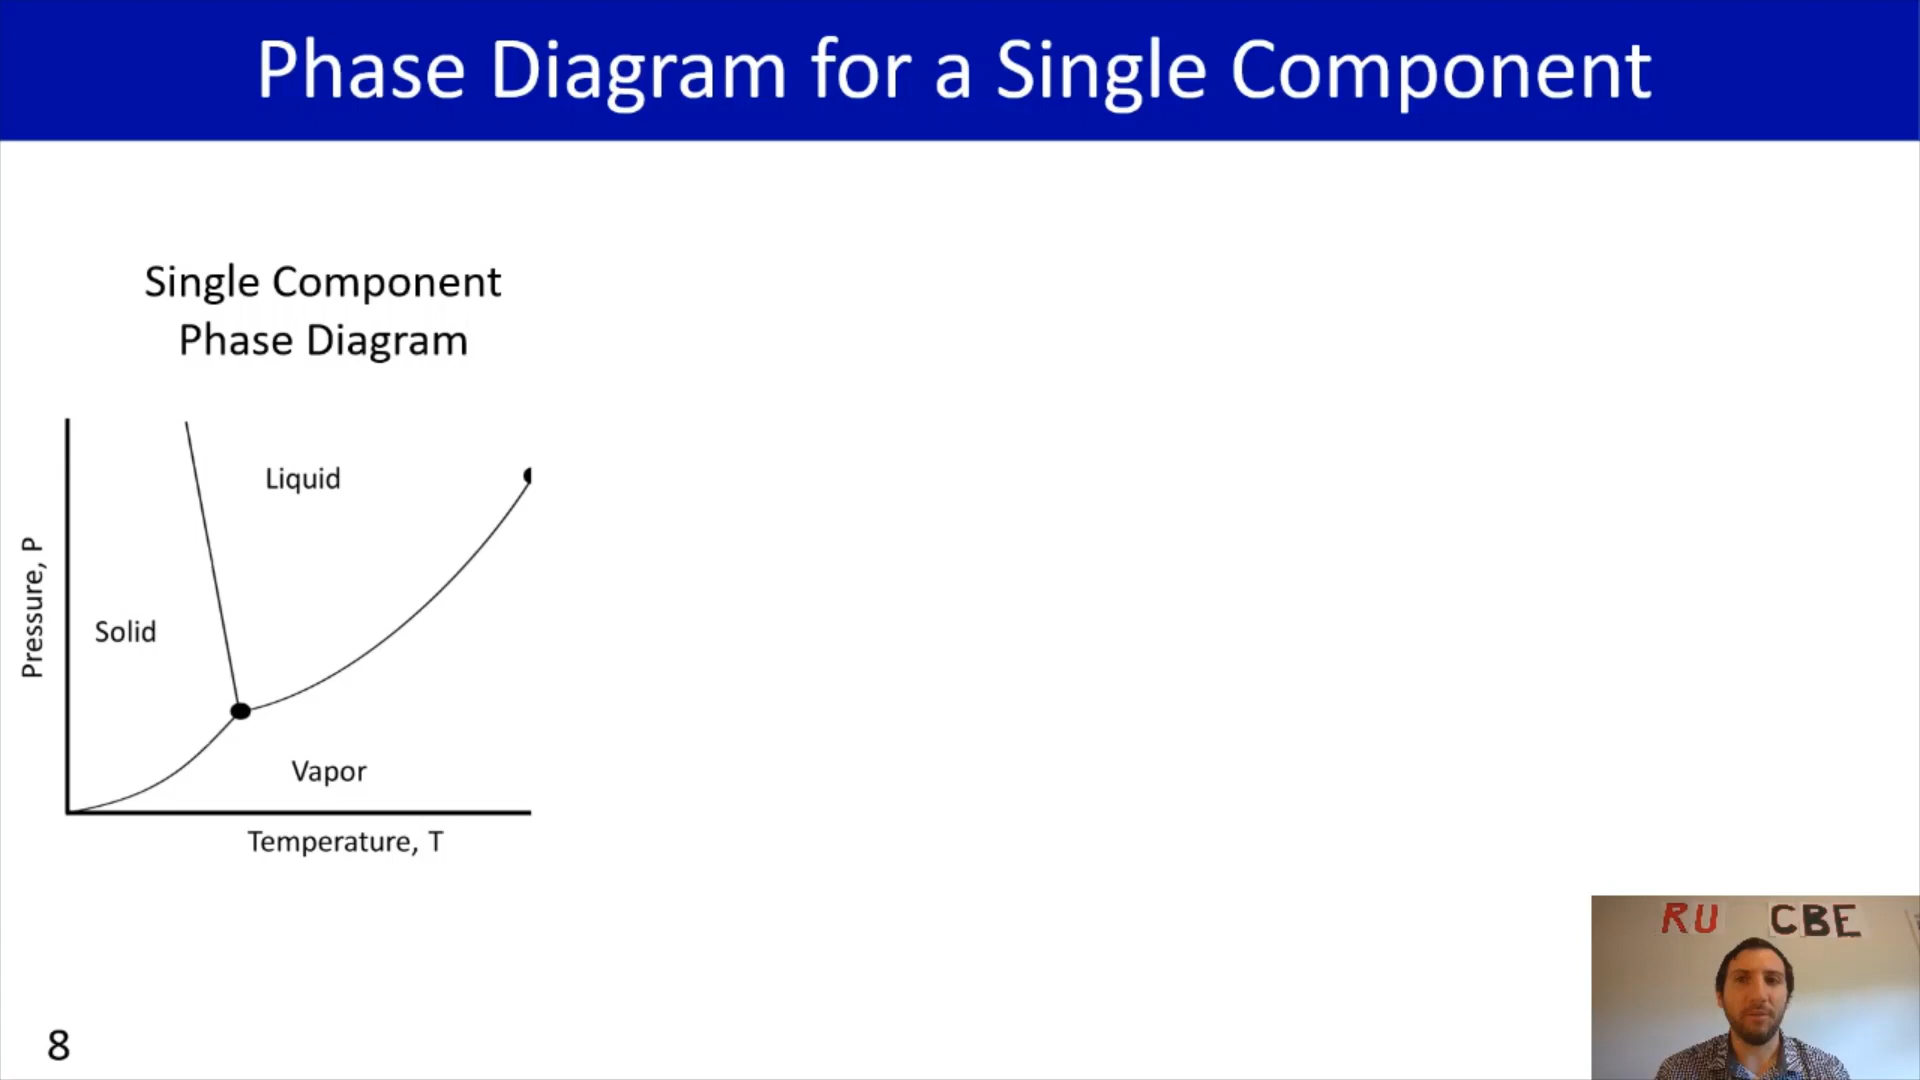 Phase Diagram for a Single Component
Single Component
Phase Diagram
Liquid
Pressure, P
Solid
Vapor
Temperature, T
RU CBE
8